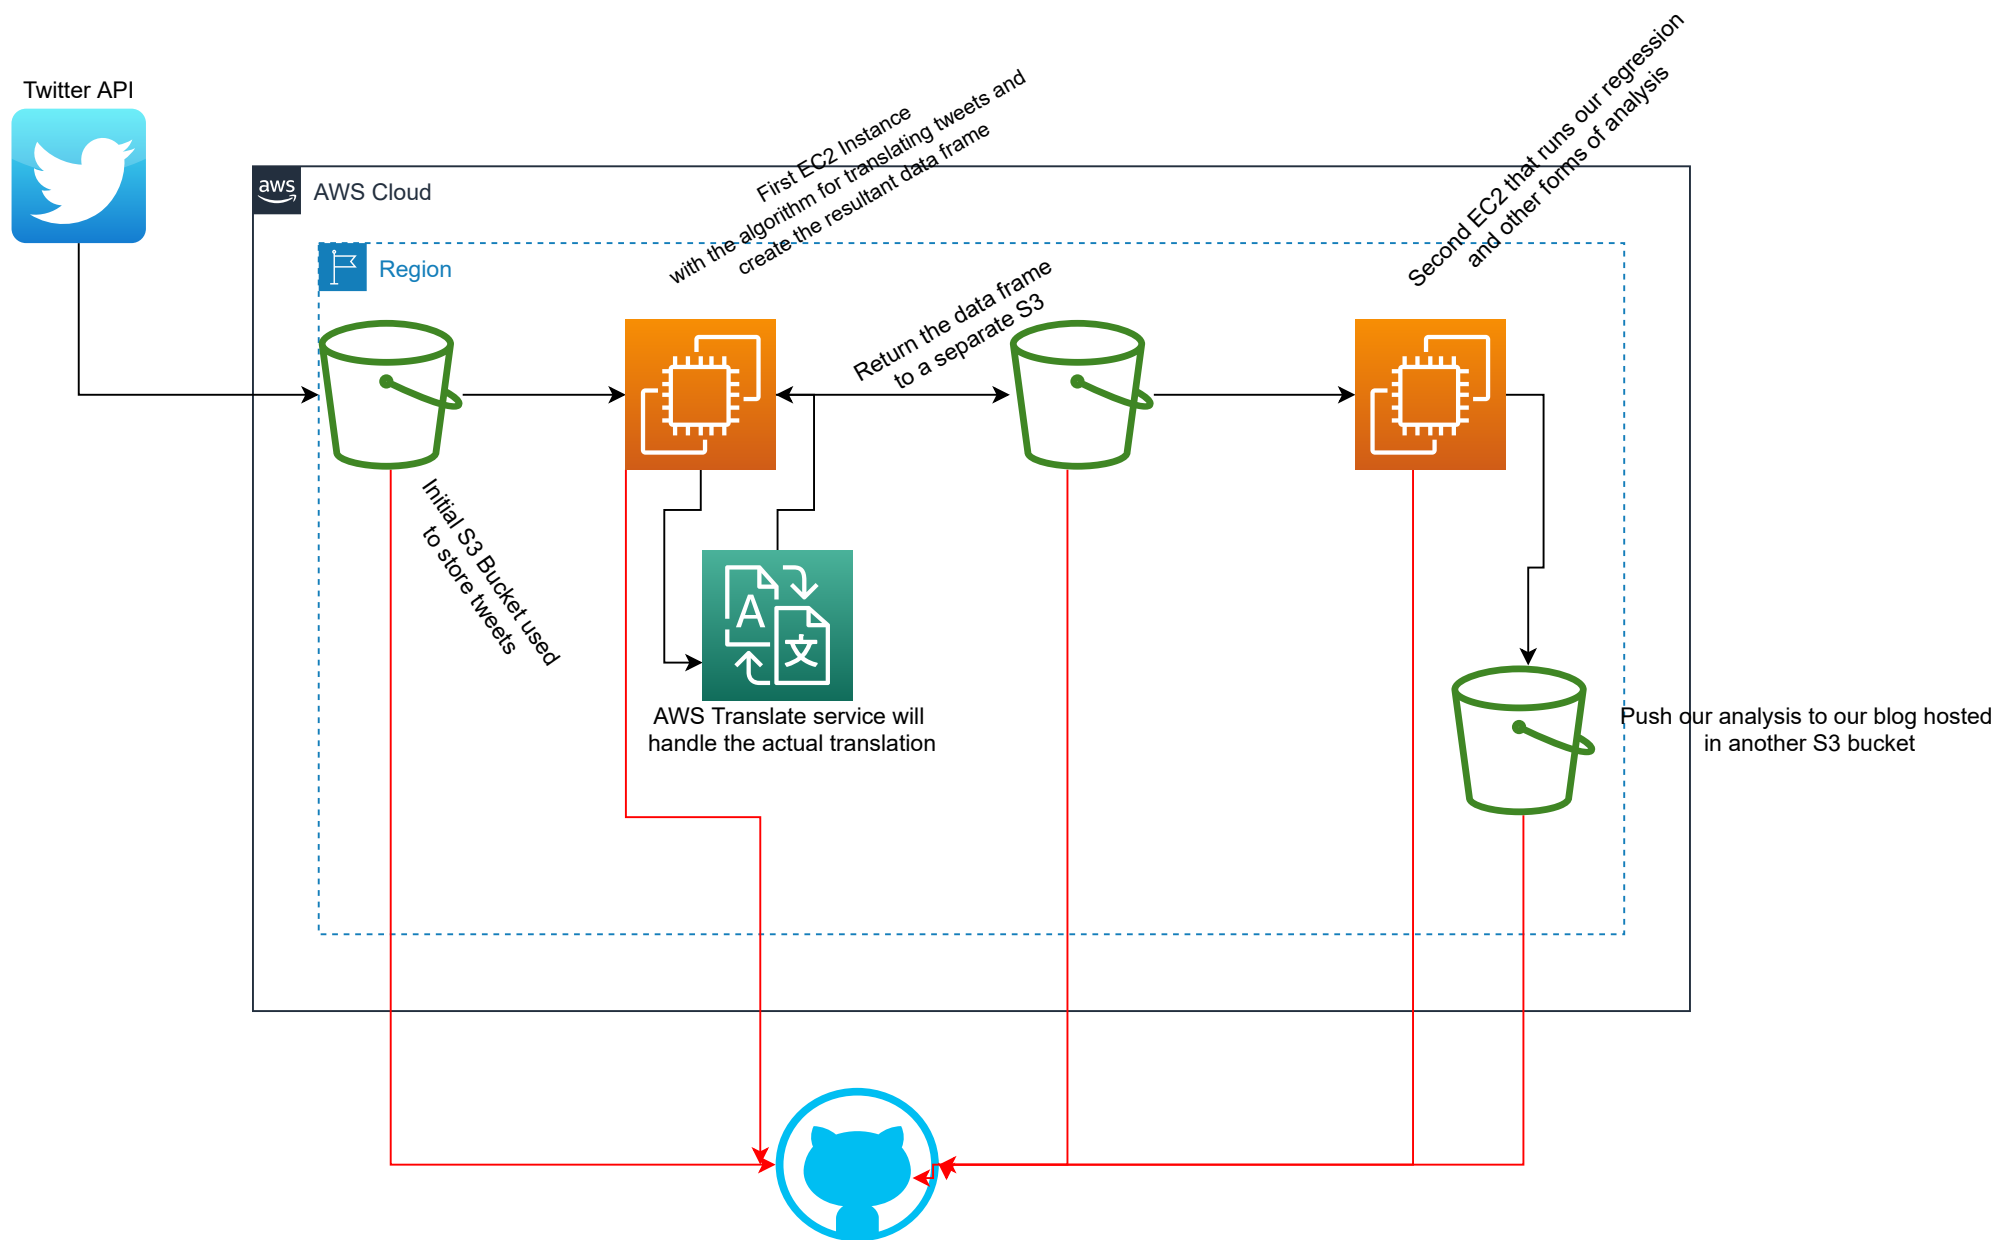 Twitter API
aws
AWS Cloud
Region
First EC2 Instance
with the algorithm for translating tweets and
create the resultant data frame
Second EC2 that runs our regression
and other forms of analysis
Return the data frame
to a separate S3
Initial S3 Bucket used
to store tweets
A
文
AWS Translate service will
handle the actual translation
Push our analysis to our blog hosted
in another S3 bucket